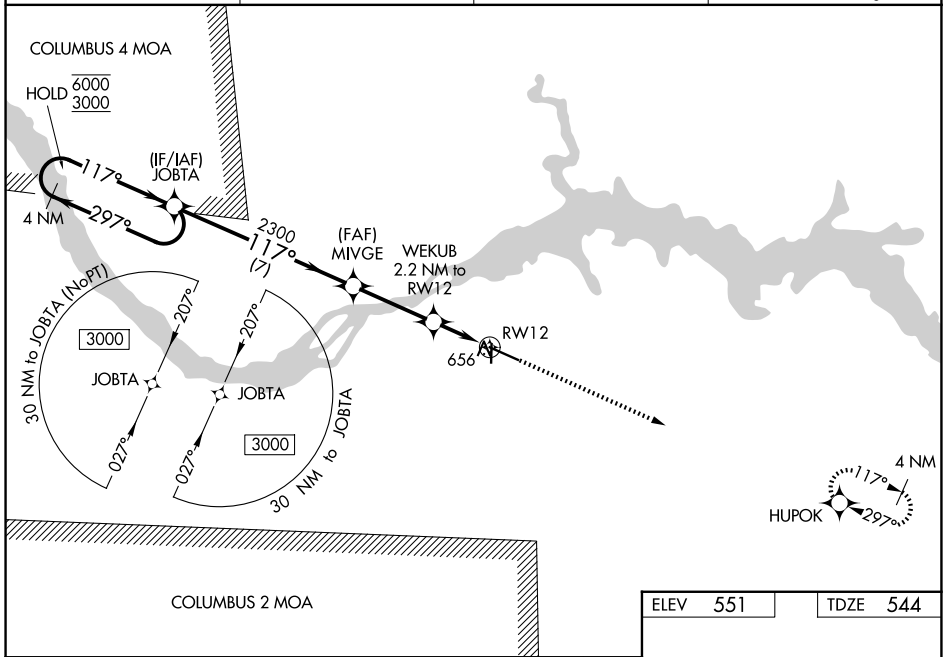 COLUMBUS 4 MOA
HOLD 6000
3000
117°
(IF/IAF)
JOBTA
4 NM
297°
2300
117°
(7)
(FAF)
MIVGE
WEKUB
2.2 NM to
RW12
RW12
656
30 NM to JOBTA (NoPT)
3000
207°
JOBTA
027°
207°
JOBTA
3000
027°
30 NM to JOBTA
4 NM
117°
HUPOK
297°
COLUMBUS 2 MOA
ELEV 551
TDZE 544